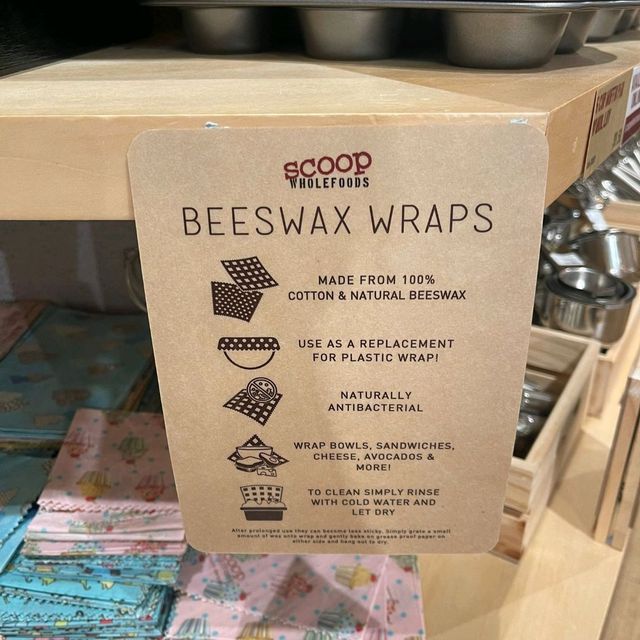 scoop
WHOLEFOODS
BEESWAX WRAPS
MADE FROM 100%
COTTON & NATURAL BEESWAX
USE AS A REPLACEMENT
FOR PLASTIC WRAP!
NATURALLY
ANTIBACTERIAL
WRAP BOWLS, SANDWICHES,
CHEESE, AVOCADOS &
MORE!
TO CLEAN SIMPLY RINSE
WITH COLD WATER AND
LET DRY
After prolonged use they can become less sticky. Simply grate a small
amount of wax onto wrap and gently bake on grease proof paper on
either side and hang out to dry.